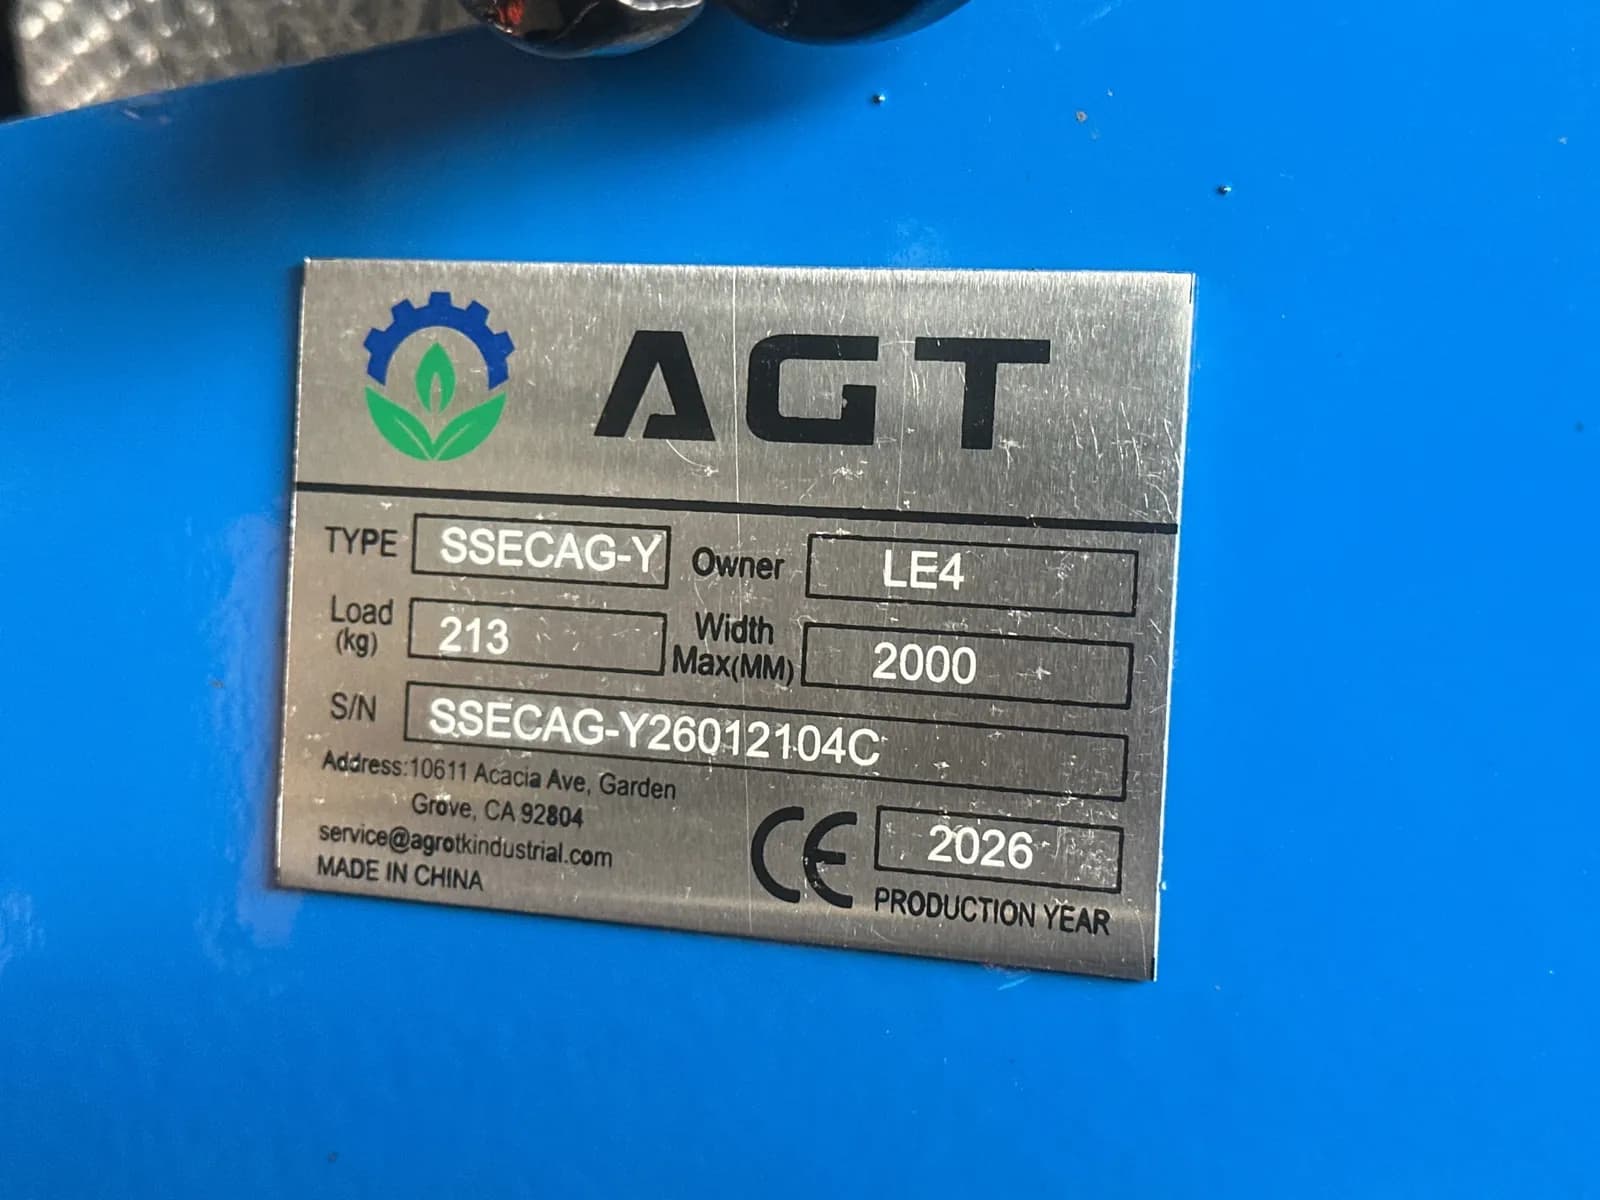 AGT
TYPE SSECAG-Y Owner LE4
Load (kg) 213 Width Max(MM) 2000
S/N SSECAG-Y26012104C
Address:10611 Acacia Ave, Garden
Grove, CA 92804
service@agrotkindustrial.com
MADE IN CHINA
CE 2026
PRODUCTION YEAR